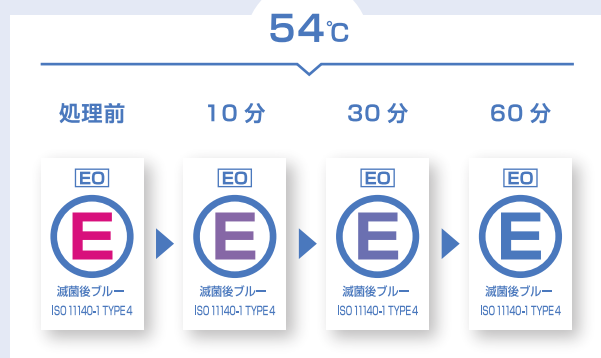 54℃
処理前 10分 30分 60分
EO EO EO EO
E E E E
滅菌後ブルー 滅菌後ブルー 滅菌後ブルー 滅菌後ブルー
ISO 11140-1 TYPE4 ISO 11140-1 TYPE4 ISO 11140-1 TYPE4 ISO 11140-1 TYPE4